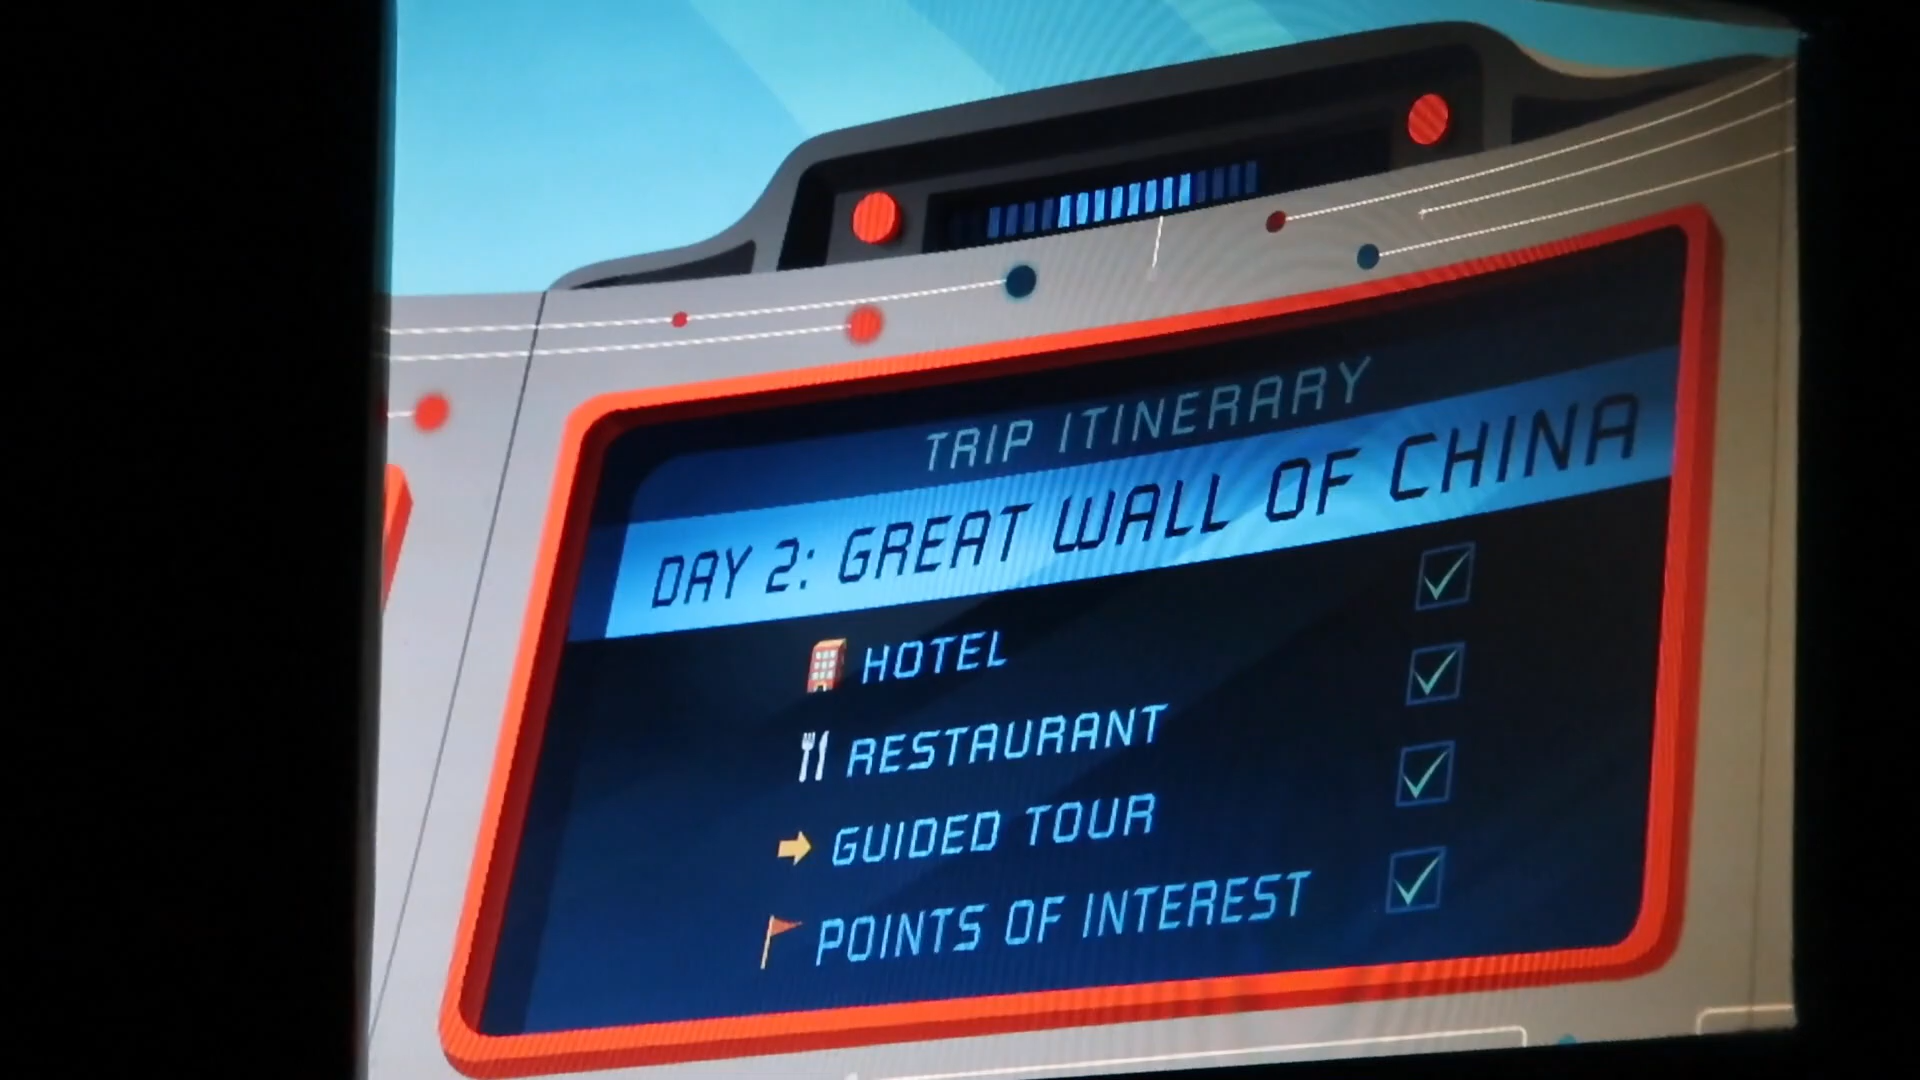 TRIP ITINERARY
DAY 2: GREAT WALL OF CHINA
HOTEL
RESTAURANT
GUIDED TOUR
POINTS OF INTEREST